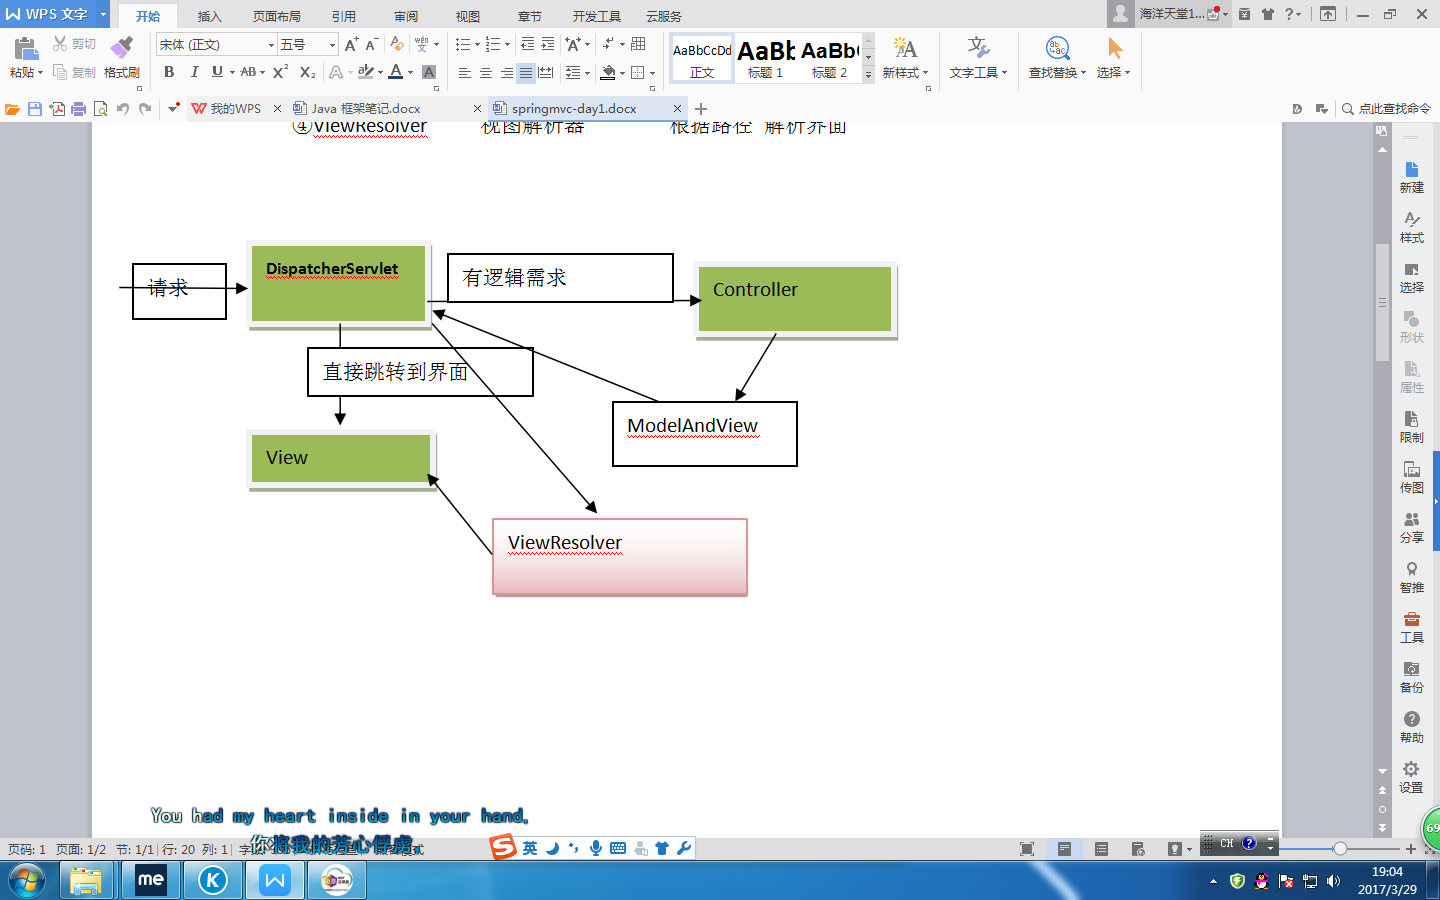 WPS 文字
开始 插入 页面布局 引用 审阅 视图 章节 开发工具 云服务
海洋天堂1...
粘贴 剪切 复制 格式刷
宋体 (正文) 五号
AaBbCcDd AaBb AaBb
正文 标题 1 标题 2
新样式 文字工具 查找替换 选择
我的WPS Java 框架笔记.docx springmvc-day1.docx
点此查找命令
④ViewResolver 视图解析器 根据路径 解析界面
请求
DispatcherServlet
有逻辑需求
Controller
直接跳转到界面
ModelAndView
View
ViewResolver
新建
样式
选择
形状
属性
限制
传图
分享
智推
工具
备份
帮助
设置
69
You had my heart inside in your hand,
你将我的芳心俘虏
页码: 1 页面: 1/2 节: 1/1 行: 20 列: 1
英
CH
me
K
19:04
2017/3/29